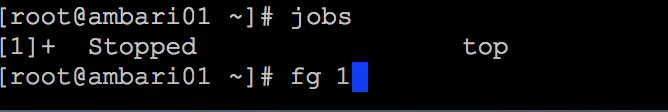 [root@ambari01 ~]# jobs
[1]+  Stopped                 top
[root@ambari01 ~]# fg 1